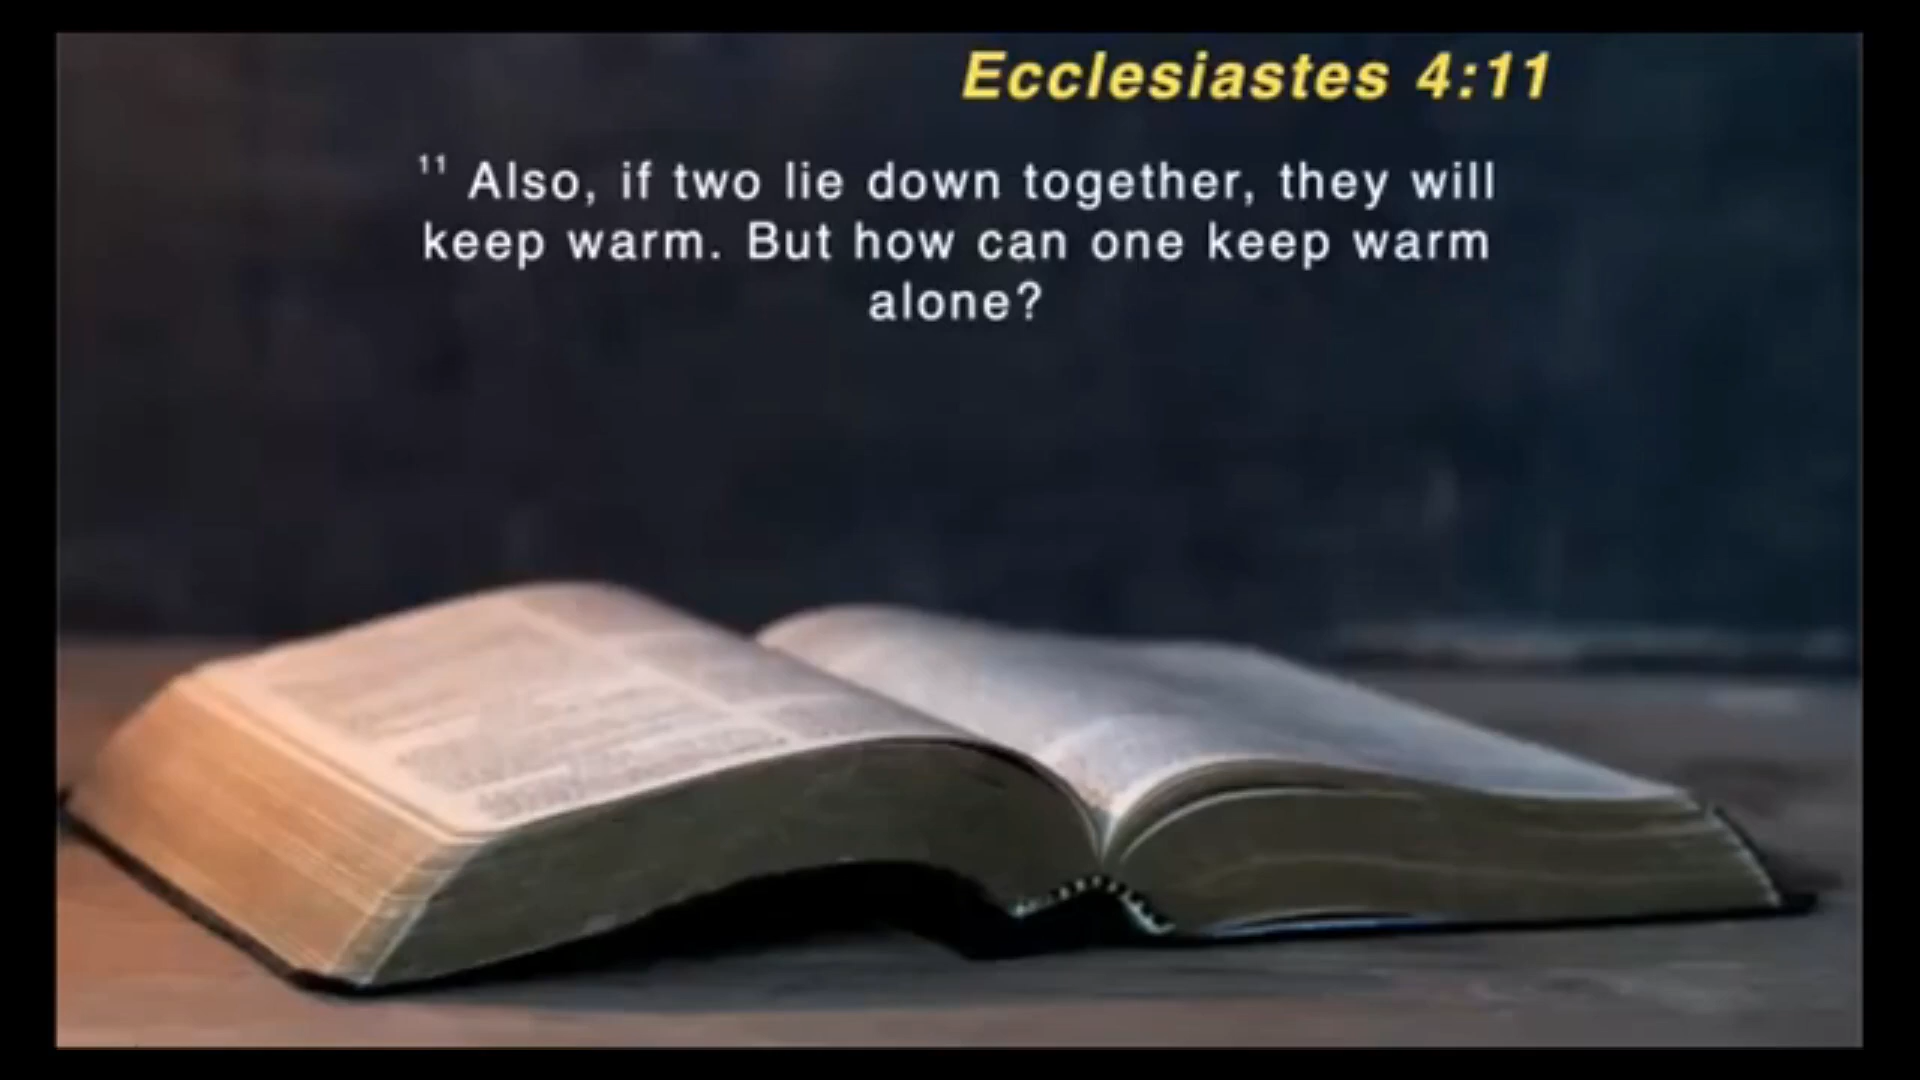 Ecclesiastes 4:11
11 Also, if two lie down together, they will
keep warm. But how can one keep warm
alone?